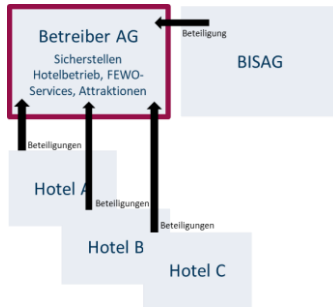 Betreiber AG
Sicherstellen
Hotelbetrieb, FEWO-
Services, Attraktionen
Beteiligung
BISAG
Beteiligungen
Hotel A
Beteiligungen
Hotel B
Beteiligungen
Hotel C